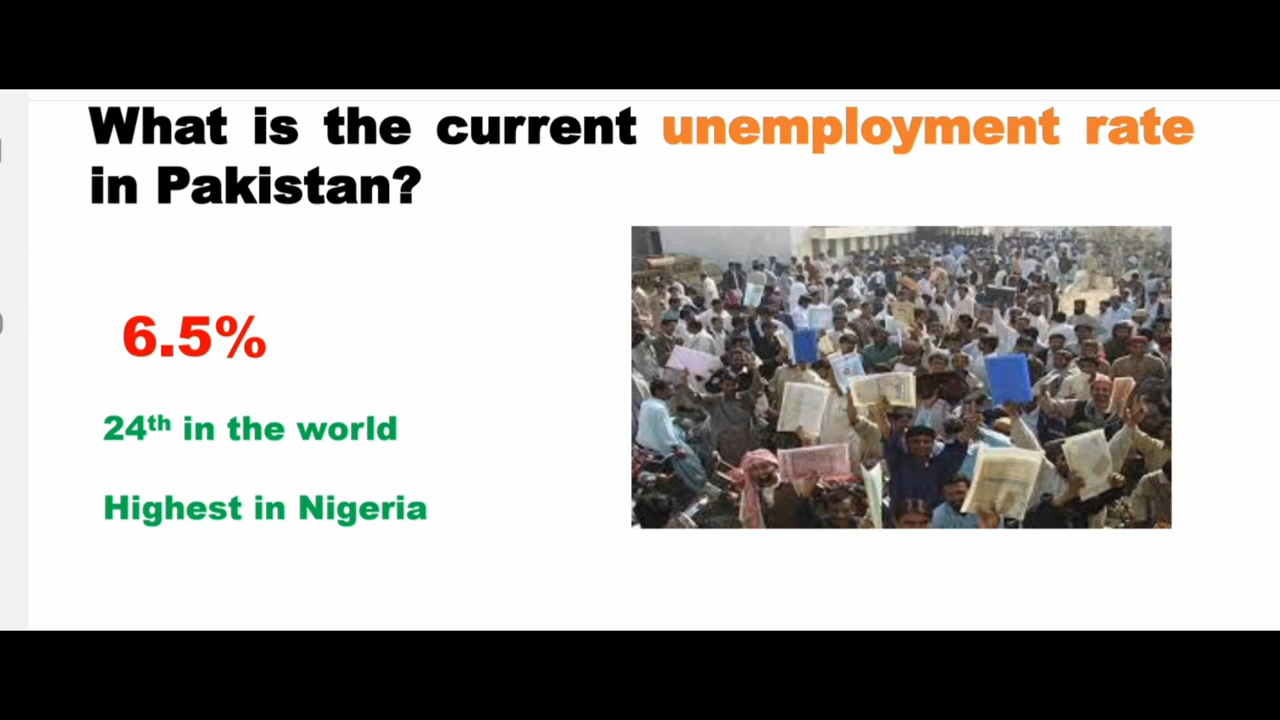 What is the current unemployment rate
in Pakistan?
6.5%
24th in the world
Highest in Nigeria